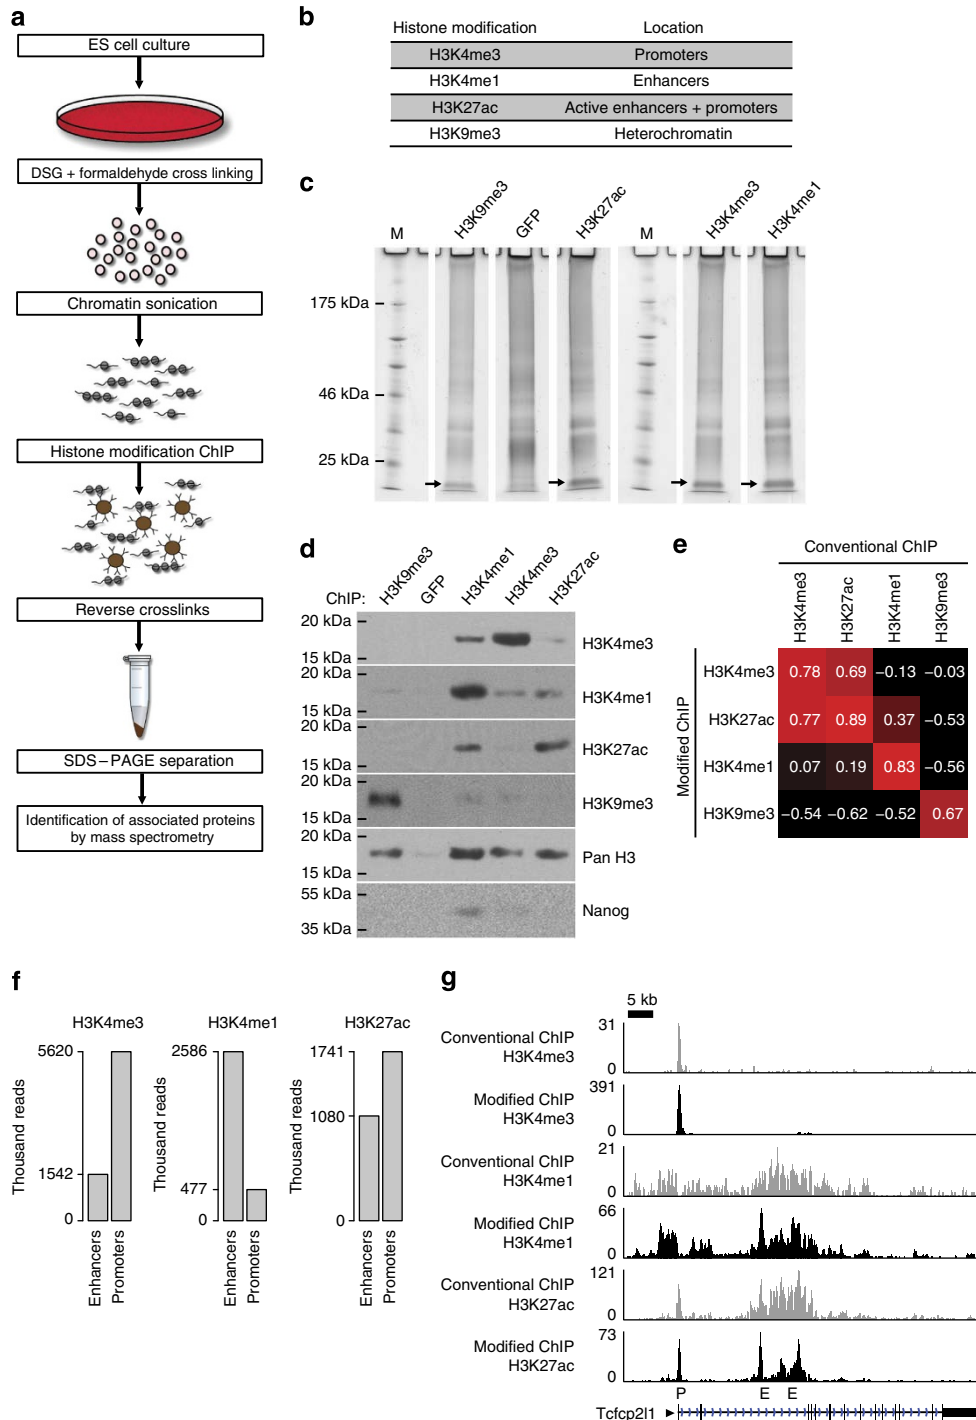 a
ES cell culture
DSG + formaldehyde cross linking
Chromatin sonication
Histone modification ChIP
Reverse crosslinks
SDS–PAGE separation
Identification of associated proteins
by mass spectrometry
b
Histone modification Location
H3K4me3 Promoters
H3K4me1 Enhancers
H3K27ac Active enhancers + promoters
H3K9me3 Heterochromatin
c
M H3K9me3 GFP H3K27ac M H3K4me3 H3K4me1
175 kDa
46 kDa
25 kDa
d
ChIP: H3K9me3 GFP H3K4me1 H3K4me3 H3K27ac
20 kDa
15 kDa
H3K4me3
20 kDa
15 kDa
H3K4me1
20 kDa
15 kDa
H3K27ac
20 kDa
15 kDa
H3K9me3
20 kDa
15 kDa
Pan H3
55 kDa
35 kDa
Nanog
e
Conventional ChIP
H3K4me3 H3K27ac H3K4me1 H3K9me3
Modified ChIP
H3K4me3 0.78 0.69 −0.13 −0.03
H3K27ac 0.77 0.89 0.37 −0.53
H3K4me1 0.07 0.19 0.83 −0.56
H3K9me3 −0.54 −0.62 −0.52 0.67
f
H3K4me3
Thousand reads
5620
1542
0
Enhancers
Promoters
H3K4me1
Thousand reads
2586
477
0
Enhancers
Promoters
H3K27ac
Thousand reads
1741
1080
0
Enhancers
Promoters
g
5 kb
Conventional ChIP
H3K4me3
31
0
Modified ChIP
H3K4me3
391
0
Conventional ChIP
H3K4me1
21
0
Modified ChIP
H3K4me1
66
0
Conventional ChIP
H3K27ac
121
0
Modified ChIP
H3K27ac
73
0
P E E
Tcfcp2l1